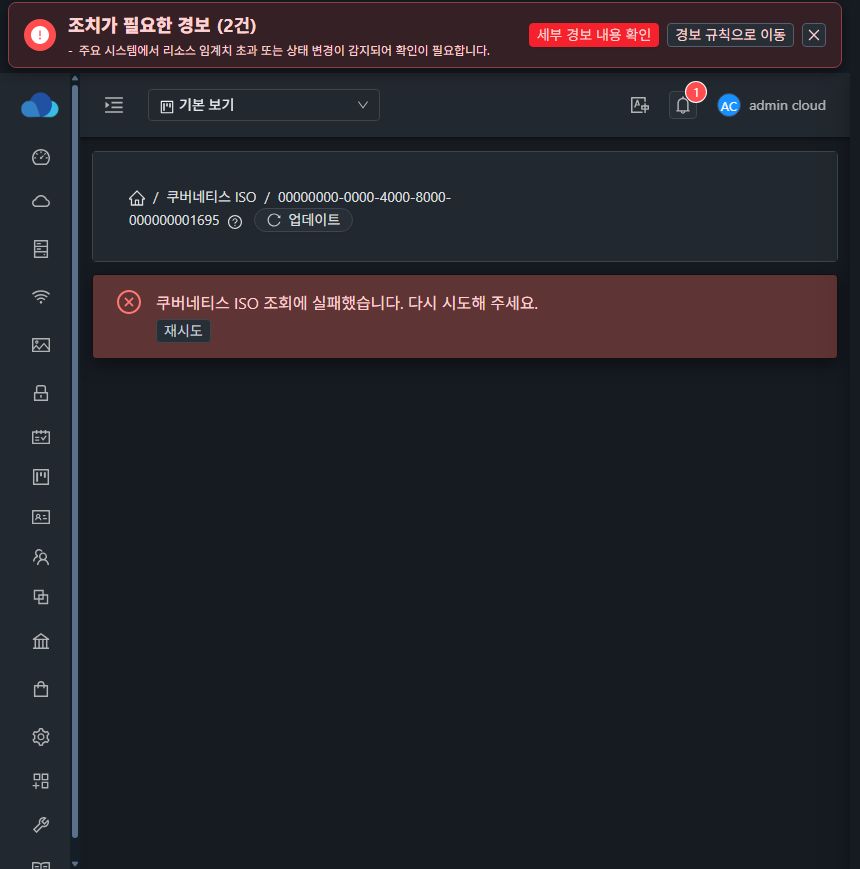 조치가 필요한 경보 (2건)
- 주요 시스템에서 리소스 임계치 초과 또는 상태 변경이 감지되어 확인이 필요합니다.
세부 경보 내용 확인
경보 규칙으로 이동
기본 보기
1
AC
admin cloud
/ 쿠버네티스 ISO / 00000000-0000-4000-8000-
000000001695
업데이트
쿠버네티스 ISO 조회에 실패했습니다. 다시 시도해 주세요.
재시도